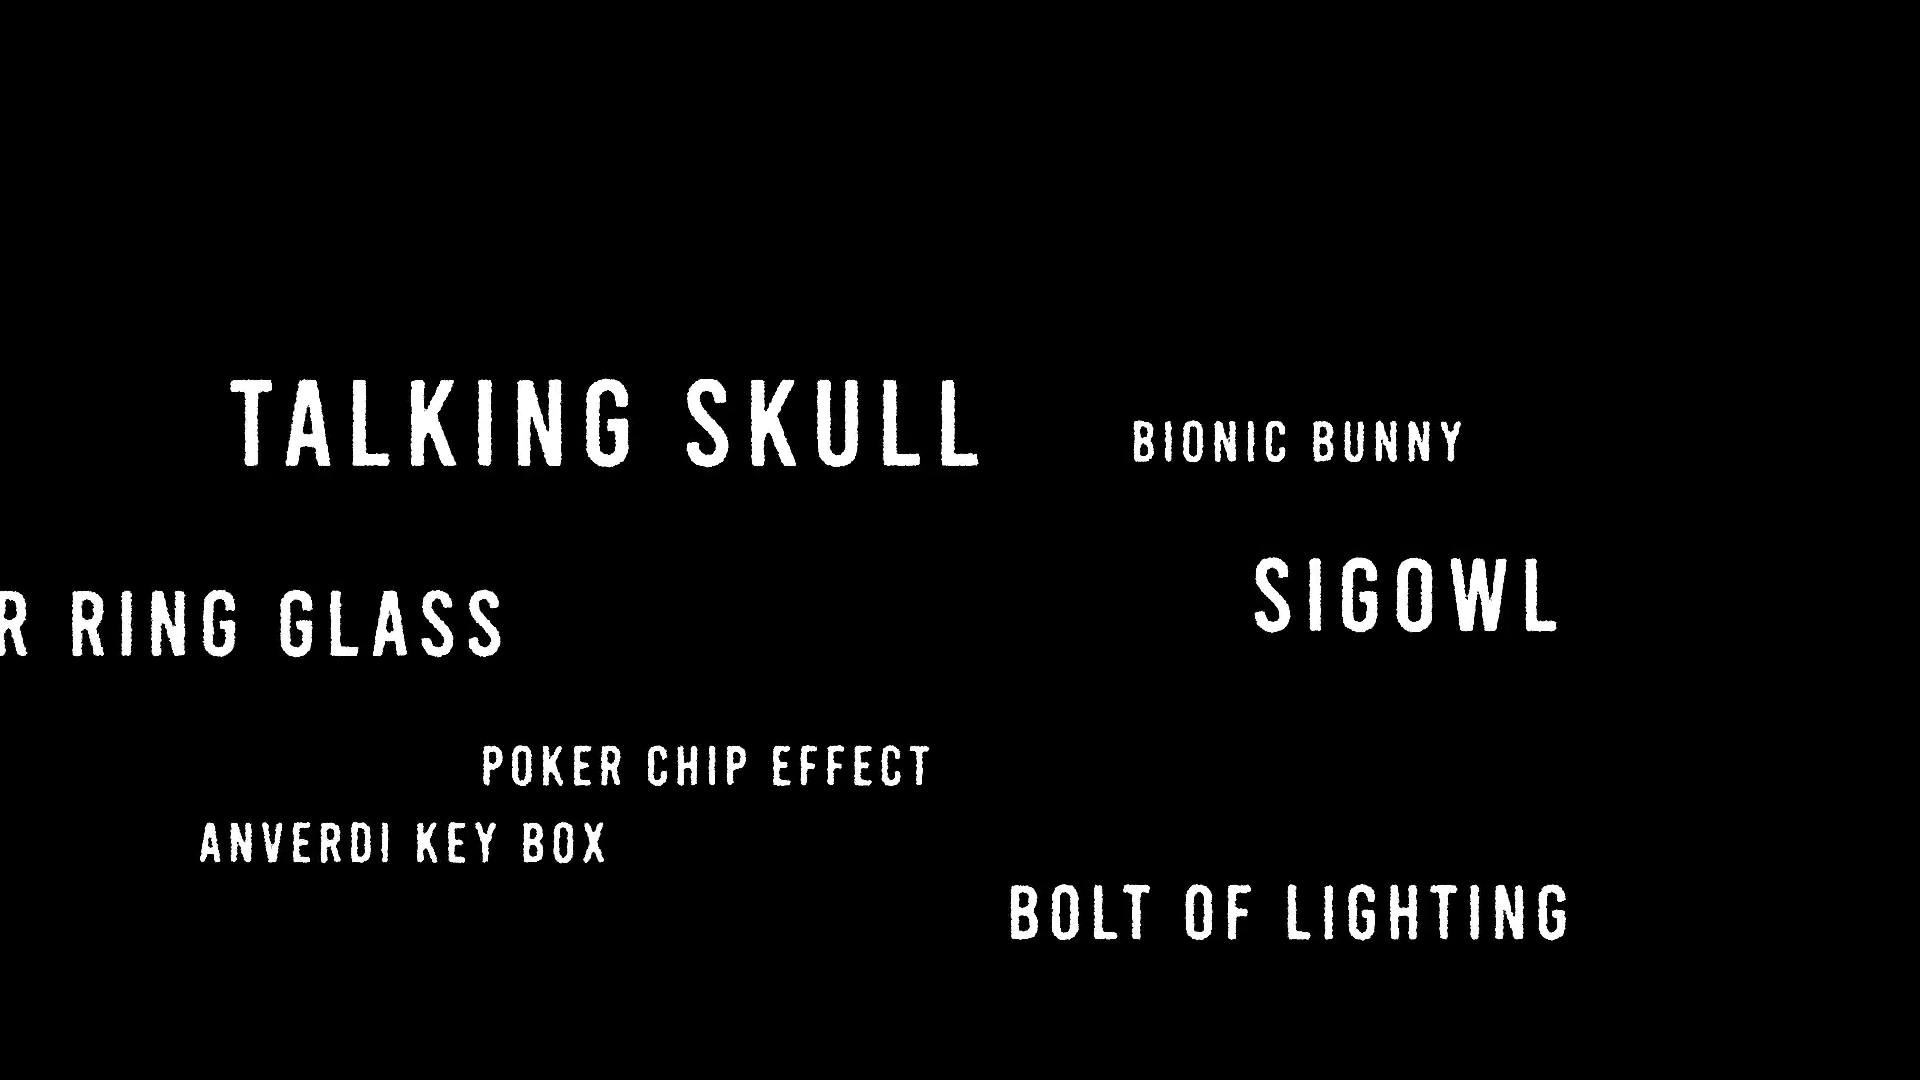 TALKING SKULL
BIONIC BUNNY
SIGOWL
R RING GLASS
POKER CHIP EFFECT
ANVERDI KEY BOX
BOLT OF LIGHTING